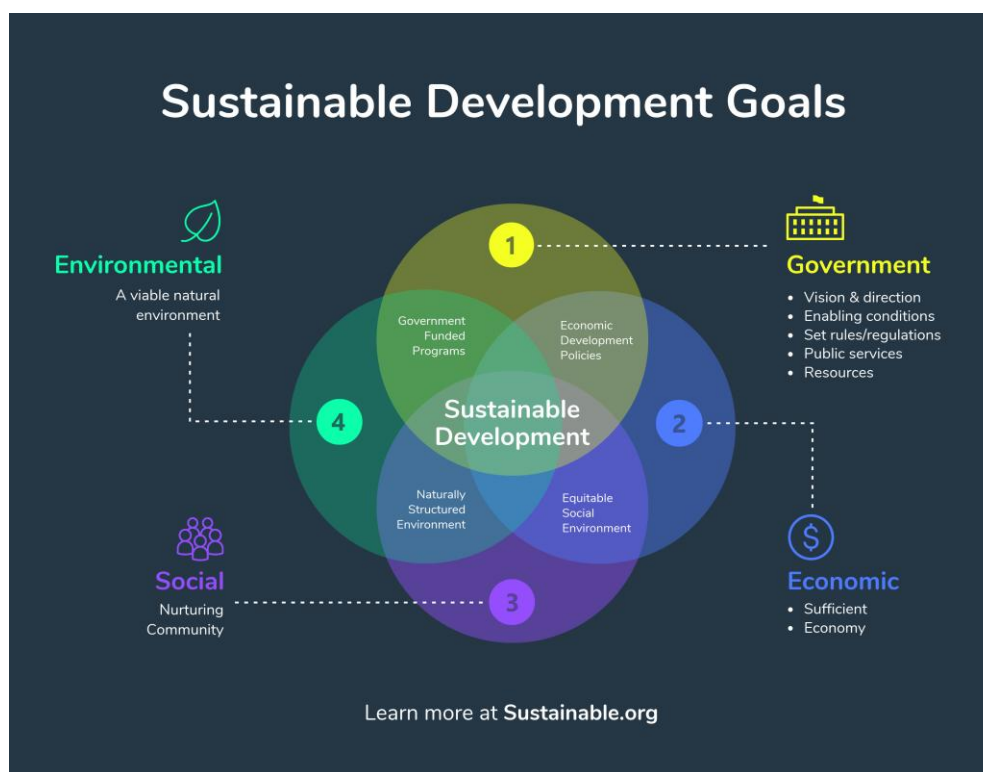 Sustainable Development Goals
Environmental
A viable natural
environment
1
Government
• Vision & direction
• Enabling conditions
• Set rules/regulations
• Public services
• Resources
Government
Funded
Programs
Economic
Development
Policies
4
Sustainable
Development
2
Naturally
Structured
Environment
Equitable
Social
Environment
Social
Nurturing
Community
3
$
Economic
• Sufficient
• Economy
Learn more at Sustainable.org